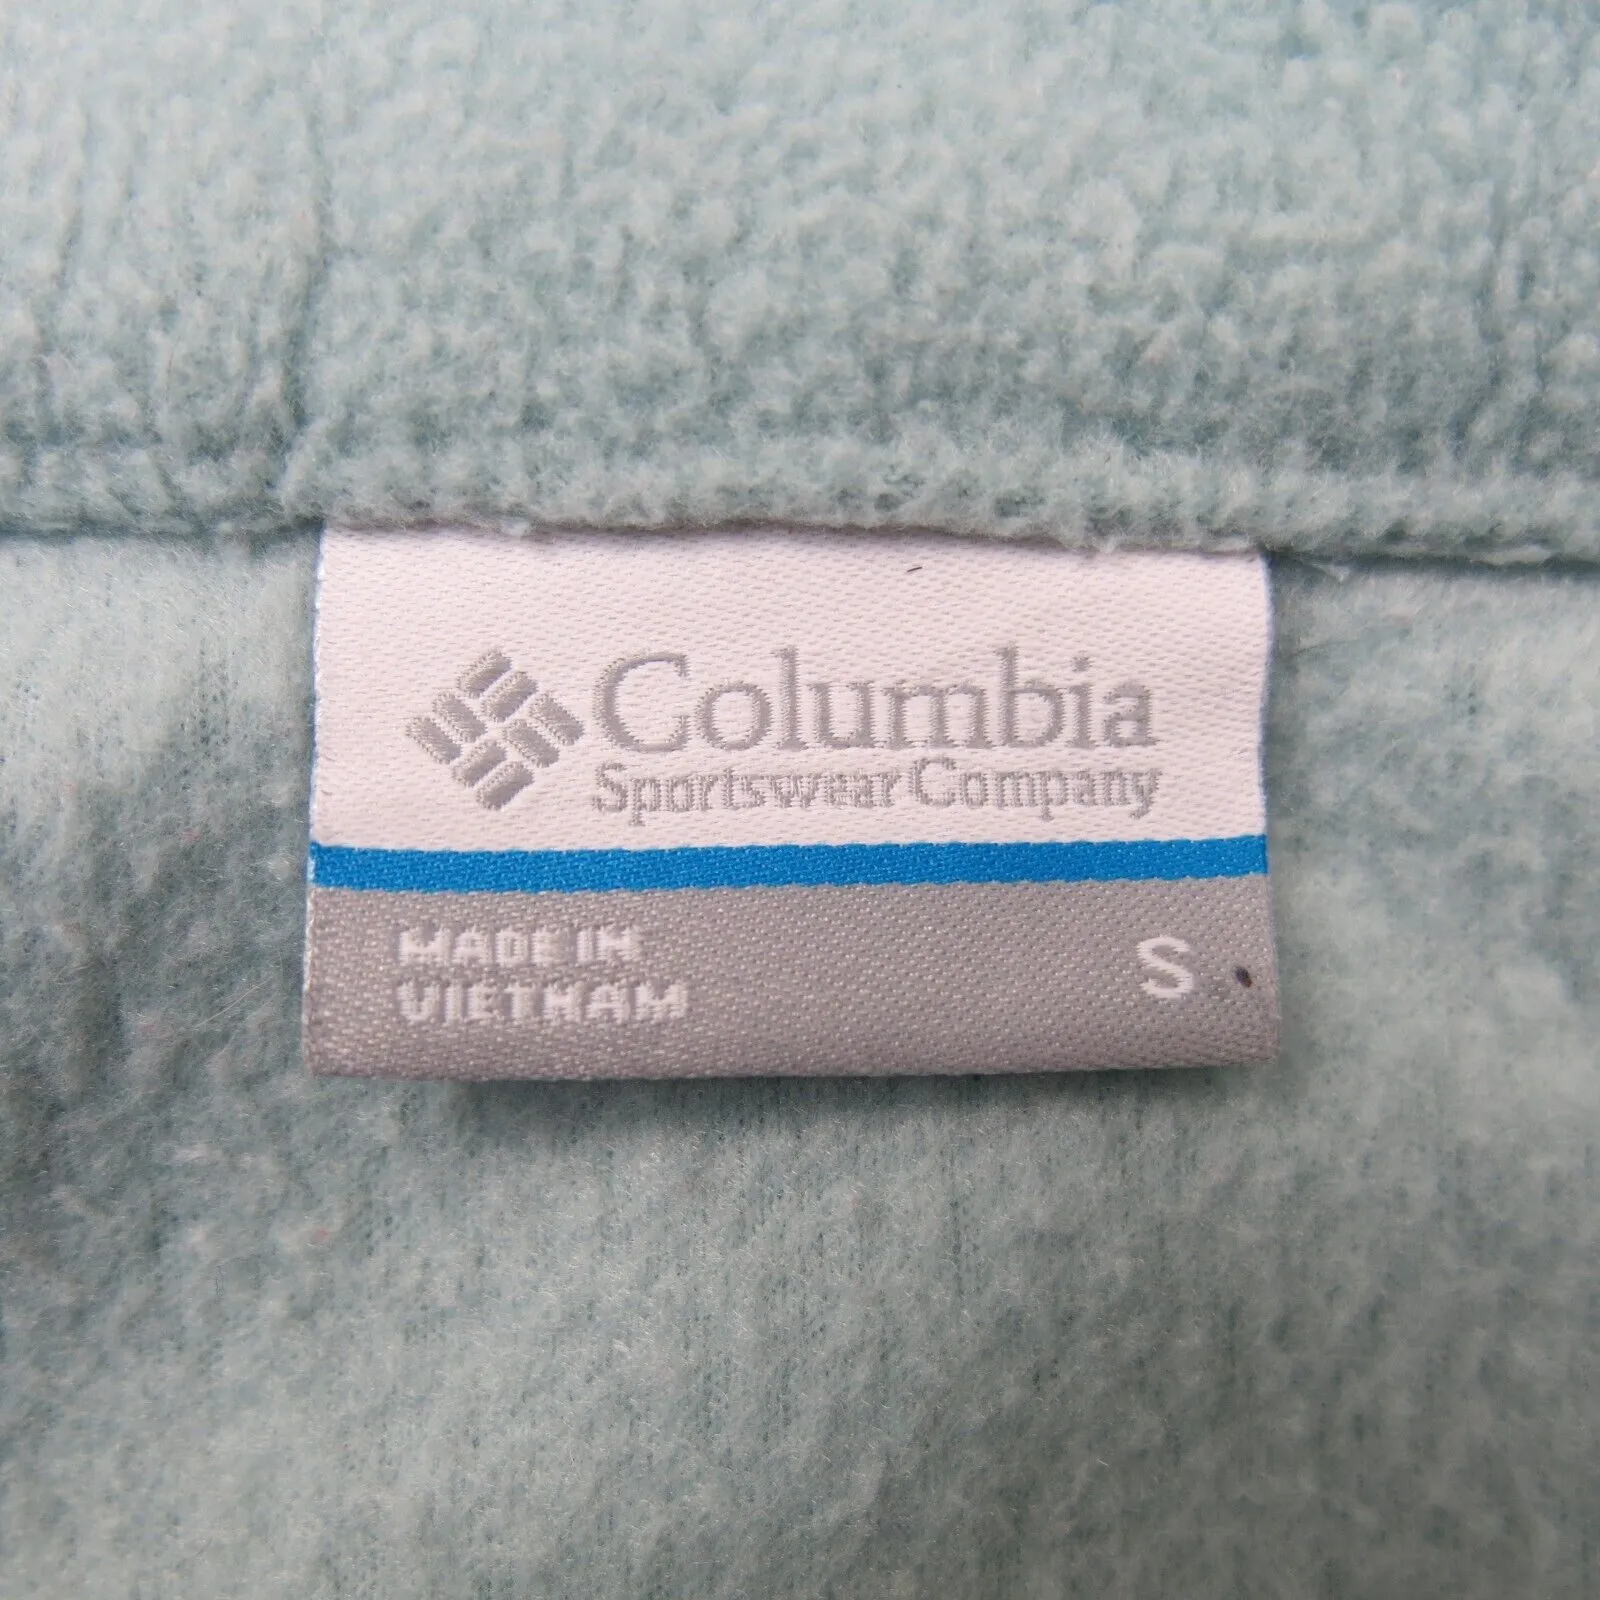 Columbia
Sportswear Company
MADE IN
VIETNAM
S